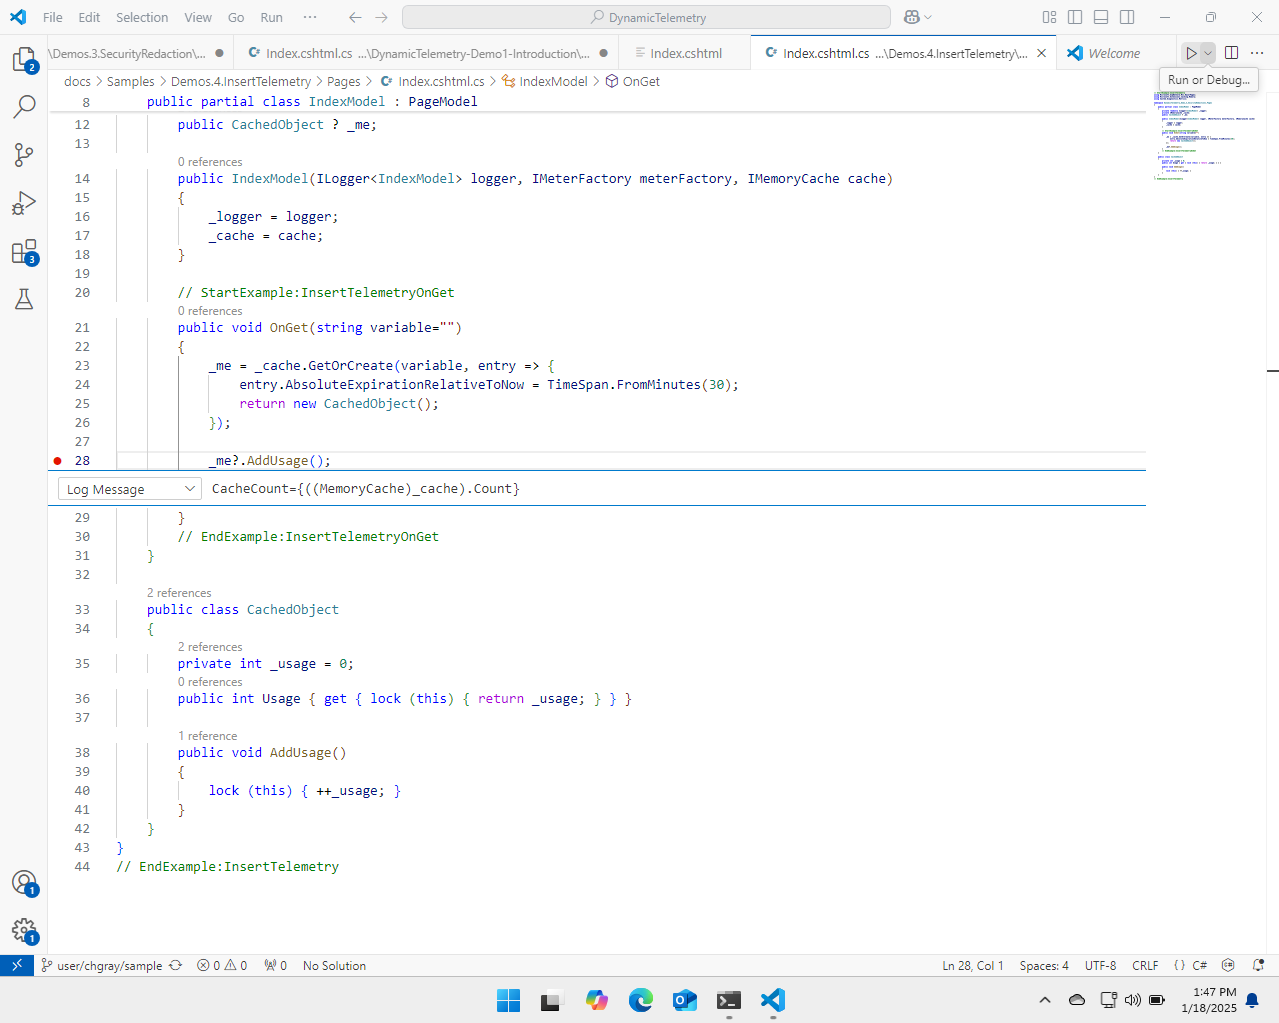 File Edit Selection View Go Run ··· DynamicTelemetry
\Demos.3.SecurityRedaction\... Index.cshtml.cs ...\DynamicTelemetry-Demo1-Introduction\... Index.cshtml Index.cshtml.cs ...\Demos.4.InsertTelemetry\... Welcome
Run or Debug...
docs > Samples > Demos.4.InsertTelemetry > Pages > Index.cshtml.cs > IndexModel > OnGet
8 public partial class IndexModel : PageModel
12 public CachedObject ? _me;
13
0 references
14 public IndexModel(ILogger<IndexModel> logger, IMeterFactory meterFactory, IMemoryCache cache)
15 {
16 _logger = logger;
17 _cache = cache;
18 }
19
20 // StartExample:InsertTelemetryOnGet
0 references
21 public void OnGet(string variable="")
22 {
23 _me = _cache.GetOrCreate(variable, entry => {
24 entry.AbsoluteExpirationRelativeToNow = TimeSpan.FromMinutes(30);
25 return new CachedObject();
26 });
27
28 _me?.AddUsage();
Log Message CacheCount={((MemoryCache)_cache).Count}
29 }
30 // EndExample:InsertTelemetryOnGet
31 }
32
2 references
33 public class CachedObject
34 {
2 references
35 private int _usage = 0;
0 references
36 public int Usage { get { lock (this) { return _usage; } } }
37
1 reference
38 public void AddUsage()
39 {
40 lock (this) { ++_usage; }
41 }
42 }
43 }
44 // EndExample:InsertTelemetry
2
3
1
1
user/chgray/sample 0 0 0 No Solution Ln 28, Col 1 Spaces: 4 UTF-8 CRLF {} C#
1:47 PM
1/18/2025